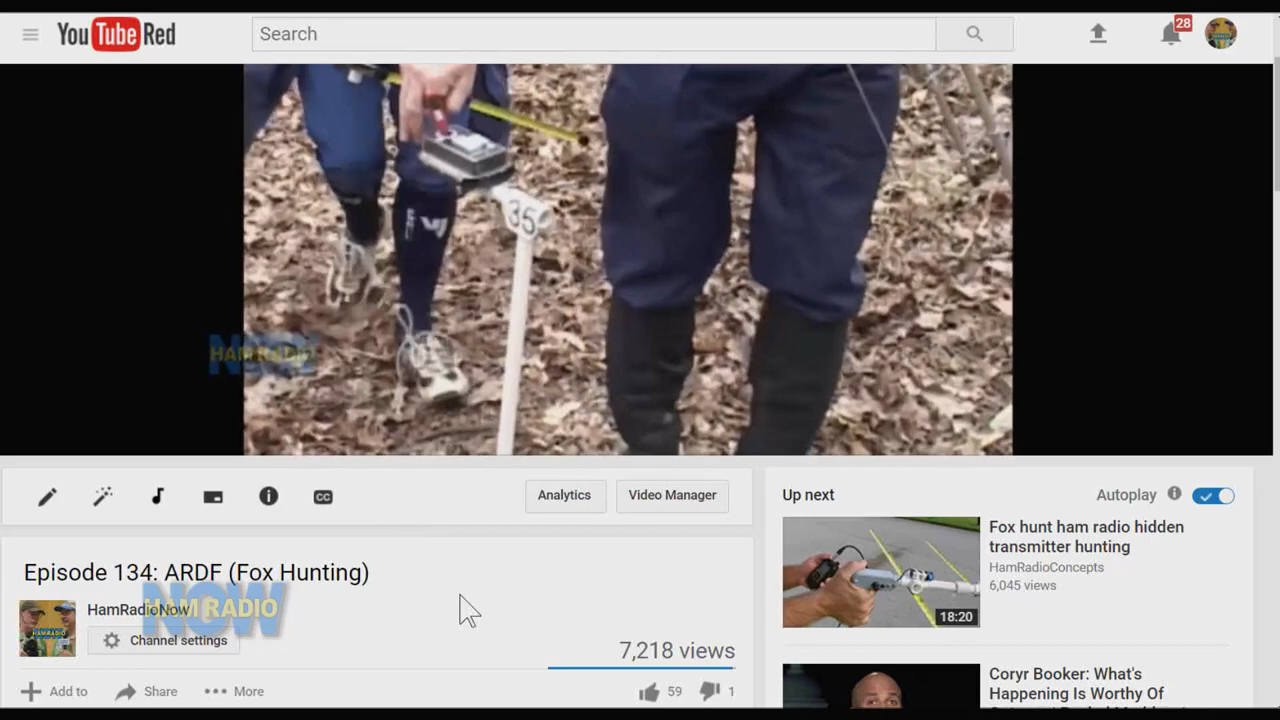 YouTube Red
Search
28
35
HAM RADIO
NOW
Analytics
Video Manager
Up next
Autoplay
CC
Episode 134: ARDF (Fox Hunting)
Fox hunt ham radio hidden
transmitter hunting
HamRadioConcepts
6,045 views
18:20
HamRadioNow
HAM RADIO
NOW
Channel settings
7,218 views
Add to
Share
More
59
1
Coryr Booker: What's
Happening Is Worthy Of